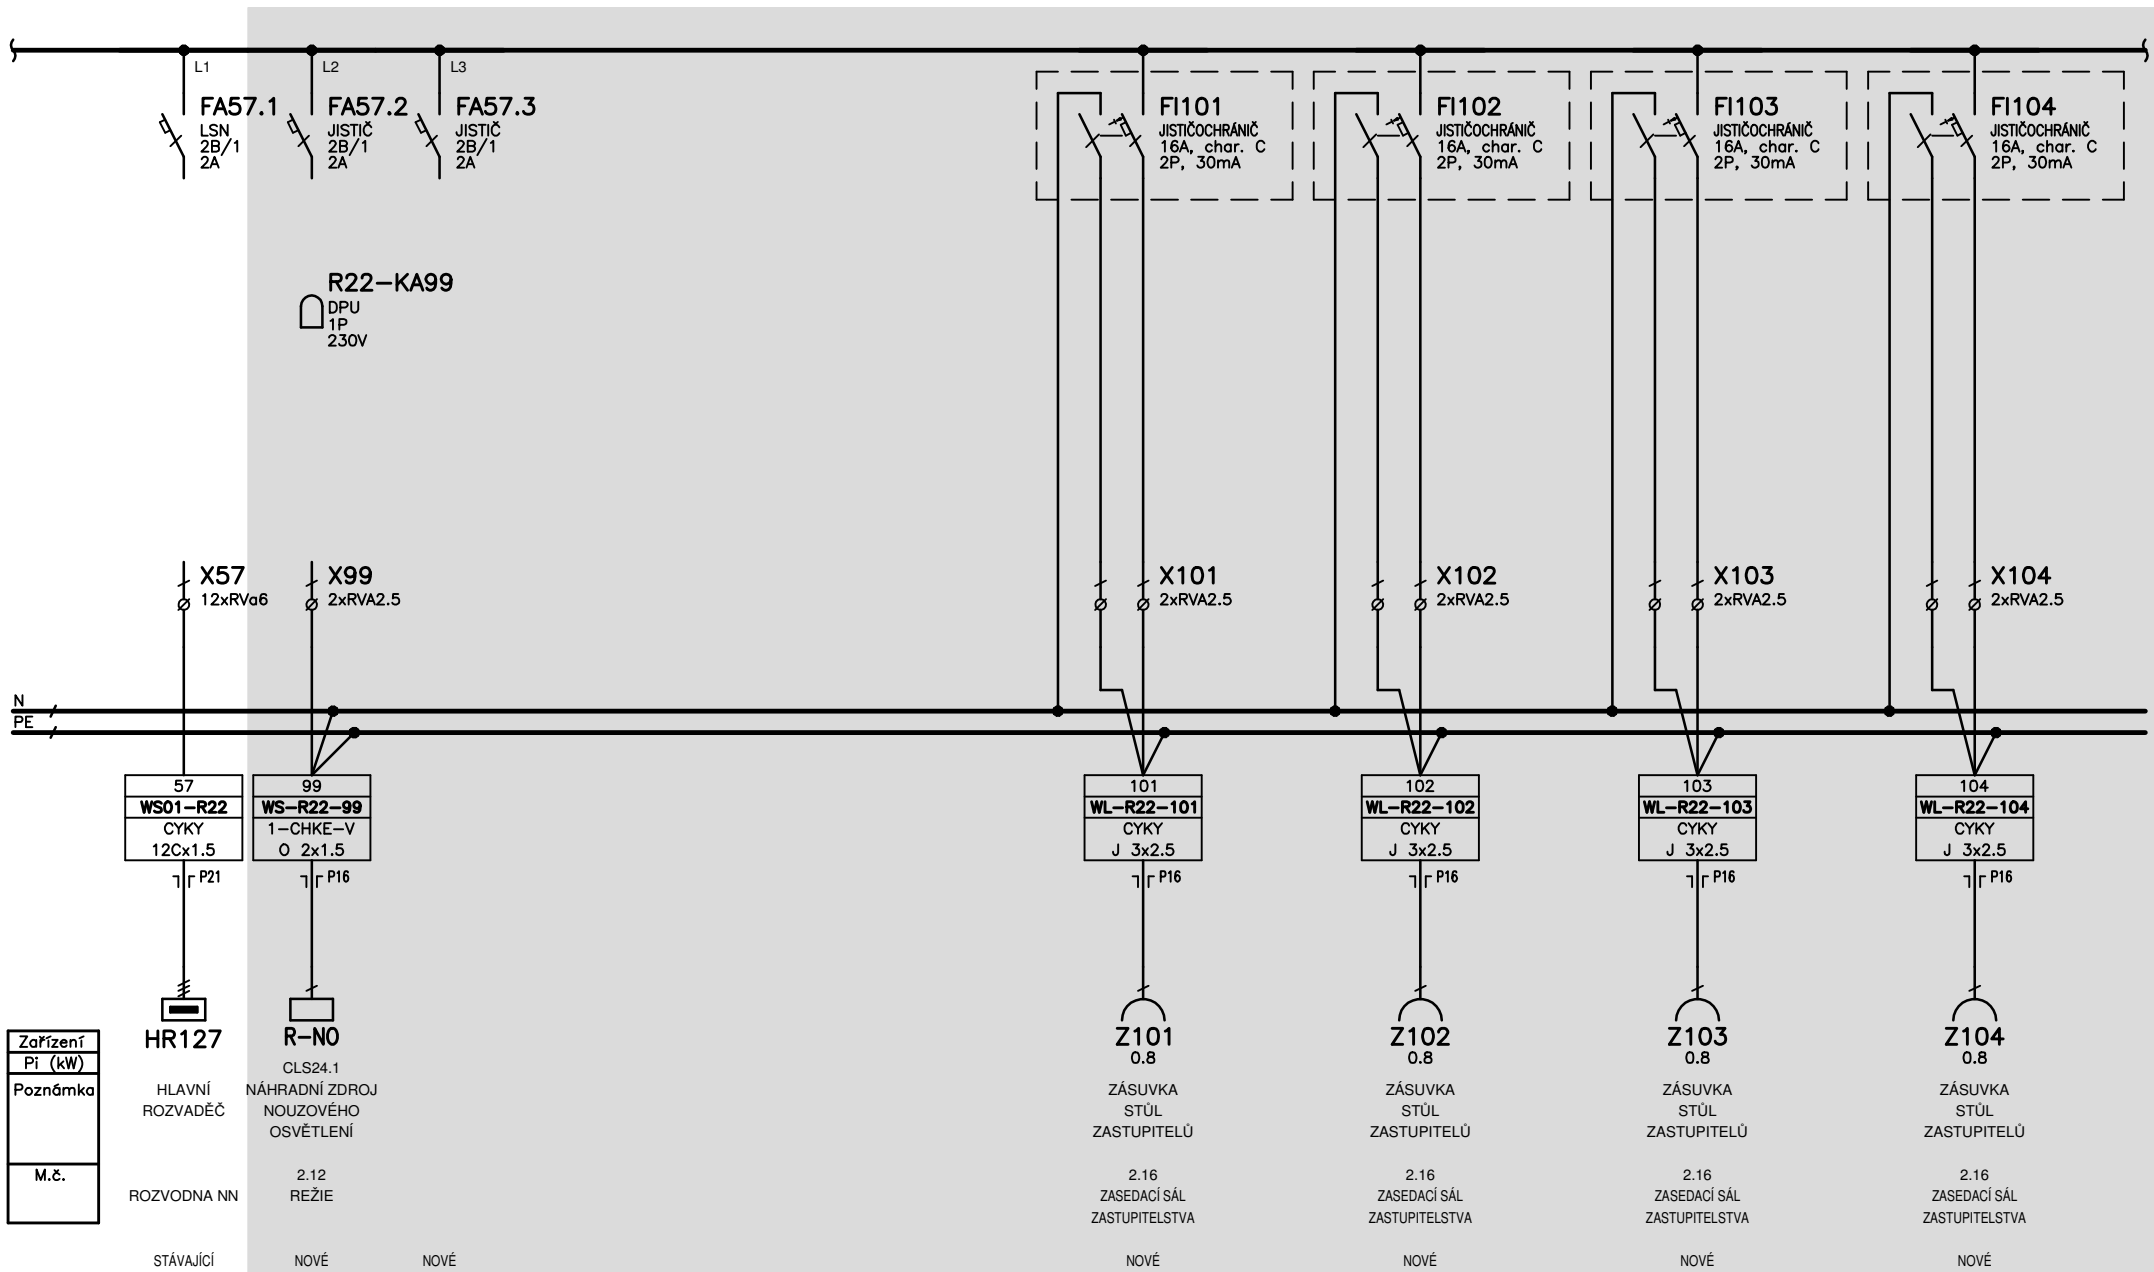 L1
L2
L3
FA57.1
LSN
2B/1
2A
FA57.2
JISTIČ
2B/1
2A
FA57.3
JISTIČ
2B/1
2A
FI101
JISTIČOCHRÁNIČ
16A, char. C
2P, 30mA
FI102
JISTIČOCHRÁNIČ
16A, char. C
2P, 30mA
FI103
JISTIČOCHRÁNIČ
16A, char. C
2P, 30mA
FI104
JISTIČOCHRÁNIČ
16A, char. C
2P, 30mA
R22-KA99
DPU
1P
230V
X57
12xRVa6
X99
2xRVA2.5
X101
2xRVA2.5
X102
2xRVA2.5
X103
2xRVA2.5
X104
2xRVA2.5
N
PE
57
WS01-R22
CYKY
12Cx1.5
P21
99
WS-R22-99
1-CHKE-V
O 2x1.5
P16
101
WL-R22-101
CYKY
J 3x2.5
P16
102
WL-R22-102
CYKY
J 3x2.5
P16
103
WL-R22-103
CYKY
J 3x2.5
P16
104
WL-R22-104
CYKY
J 3x2.5
P16
Zařízení
Pi (kW)
Poznámka
M.č.
HR127
HLAVNÍ
ROZVADĚČ
ROZVODNA NN
STÁVAJÍCÍ
R-NO
CLS24.1
NÁHRADNÍ ZDROJ
NOUZOVÉHO
OSVĚTLENÍ
2.12
REŽIE
NOVÉ
NOVÉ
Z101
0.8
ZÁSUVKA
STŮL
ZASTUPITELŮ
2.16
ZASEDACÍ SÁL
ZASTUPITELSTVA
NOVÉ
Z102
0.8
ZÁSUVKA
STŮL
ZASTUPITELŮ
2.16
ZASEDACÍ SÁL
ZASTUPITELSTVA
NOVÉ
Z103
0.8
ZÁSUVKA
STŮL
ZASTUPITELŮ
2.16
ZASEDACÍ SÁL
ZASTUPITELSTVA
NOVÉ
Z104
0.8
ZÁSUVKA
STŮL
ZASTUPITELŮ
2.16
ZASEDACÍ SÁL
ZASTUPITELSTVA
NOVÉ